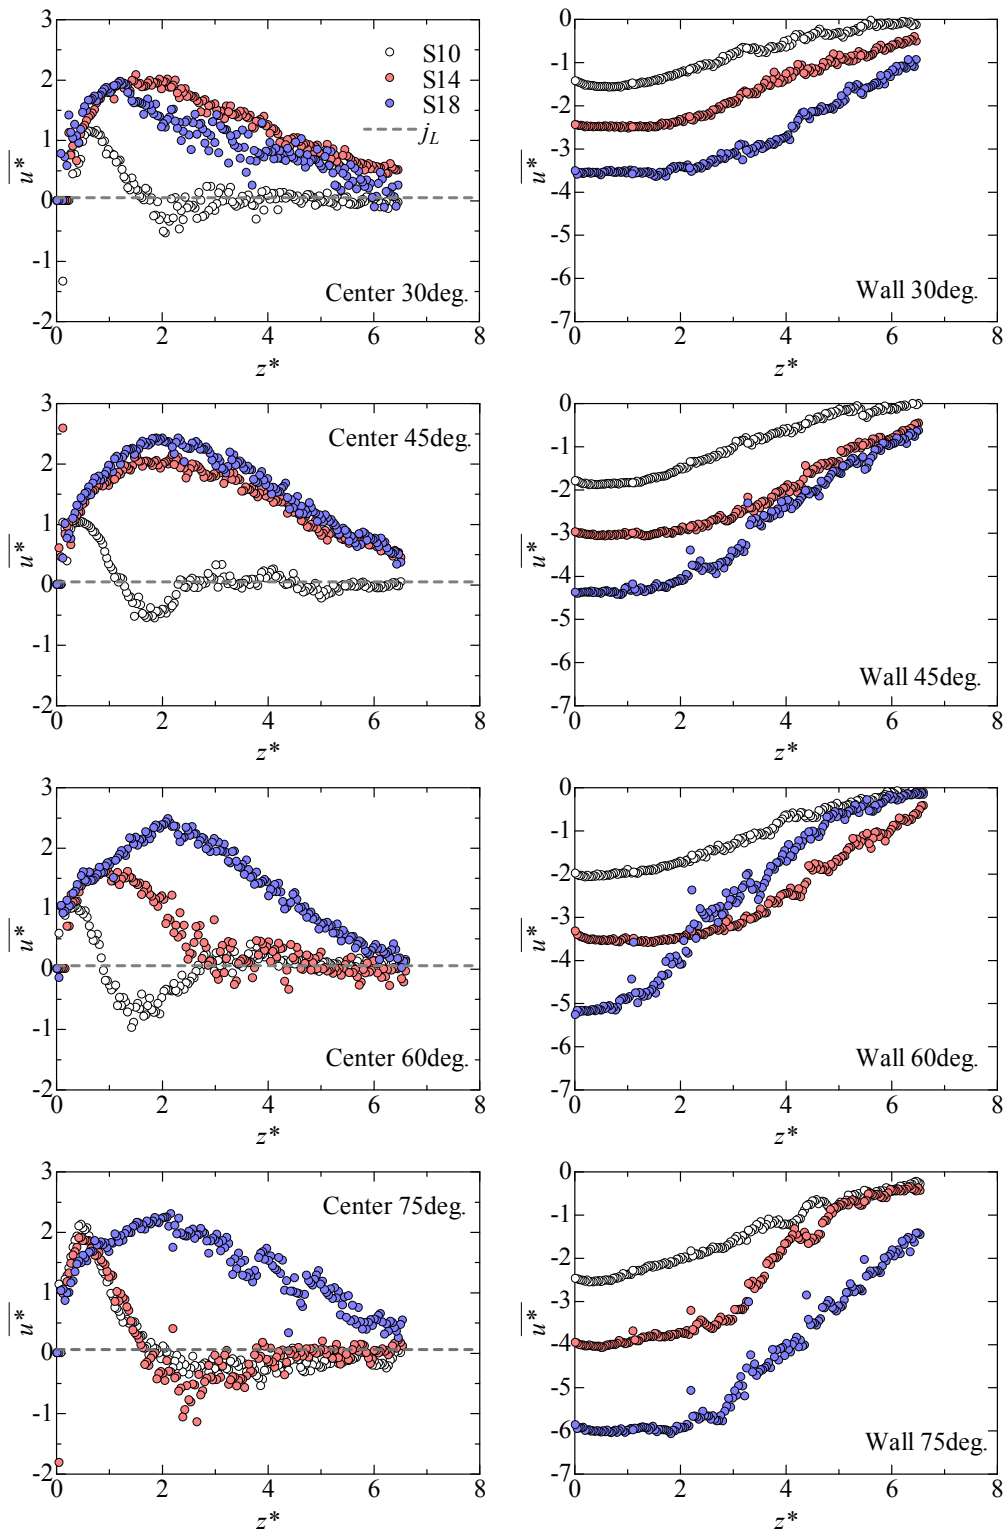 3
2
1
0
-1
-2
0 2 4 6 8
u*
z*
S10
S14
S18
j_L
Center 30deg.
0
-1
-2
-3
-4
-5
-6
-7
0 2 4 6 8
u*
z*
Wall 30deg.
3
2
1
0
-1
-2
0 2 4 6 8
u*
z*
Center 45deg.
0
-1
-2
-3
-4
-5
-6
-7
0 2 4 6 8
u*
z*
Wall 45deg.
3
2
1
0
-1
-2
0 2 4 6 8
u*
z*
Center 60deg.
0
-1
-2
-3
-4
-5
-6
-7
0 2 4 6 8
u*
z*
Wall 60deg.
3
2
1
0
-1
-2
0 2 4 6 8
u*
z*
Center 75deg.
0
-1
-2
-3
-4
-5
-6
-7
0 2 4 6 8
u*
z*
Wall 75deg.